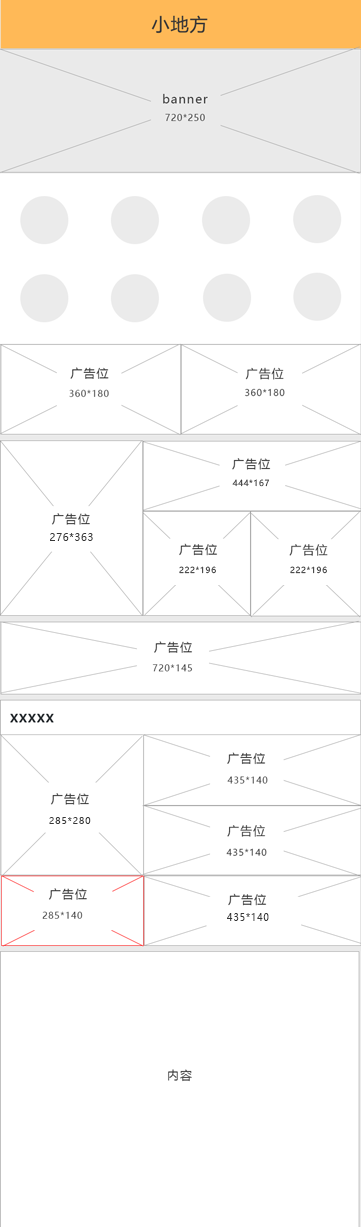 小地方
banner
720*250
广告位
360*180
广告位
360*180
广告位
276*363
广告位
444*167
广告位
222*196
广告位
222*196
广告位
720*145
XXXXX
广告位
285*280
广告位
435*140
广告位
435*140
广告位
285*140
广告位
435*140
内容